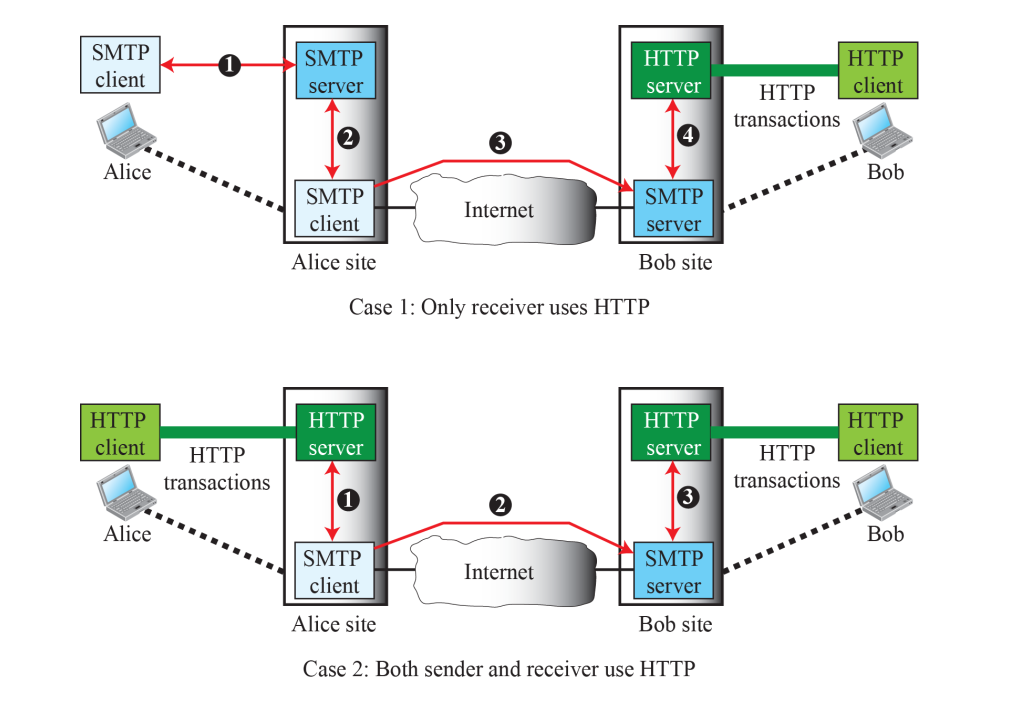 SMTP
client
1
SMTP
server
HTTP
server
HTTP
client
HTTP
transactions
2
3
4
Alice
Bob
SMTP
client
Internet
SMTP
server
Alice site
Bob site
Case 1: Only receiver uses HTTP
HTTP
client
HTTP
transactions
HTTP
server
HTTP
server
HTTP
transactions
HTTP
client
1
2
3
Alice
Bob
SMTP
client
Internet
SMTP
server
Alice site
Bob site
Case 2: Both sender and receiver use HTTP